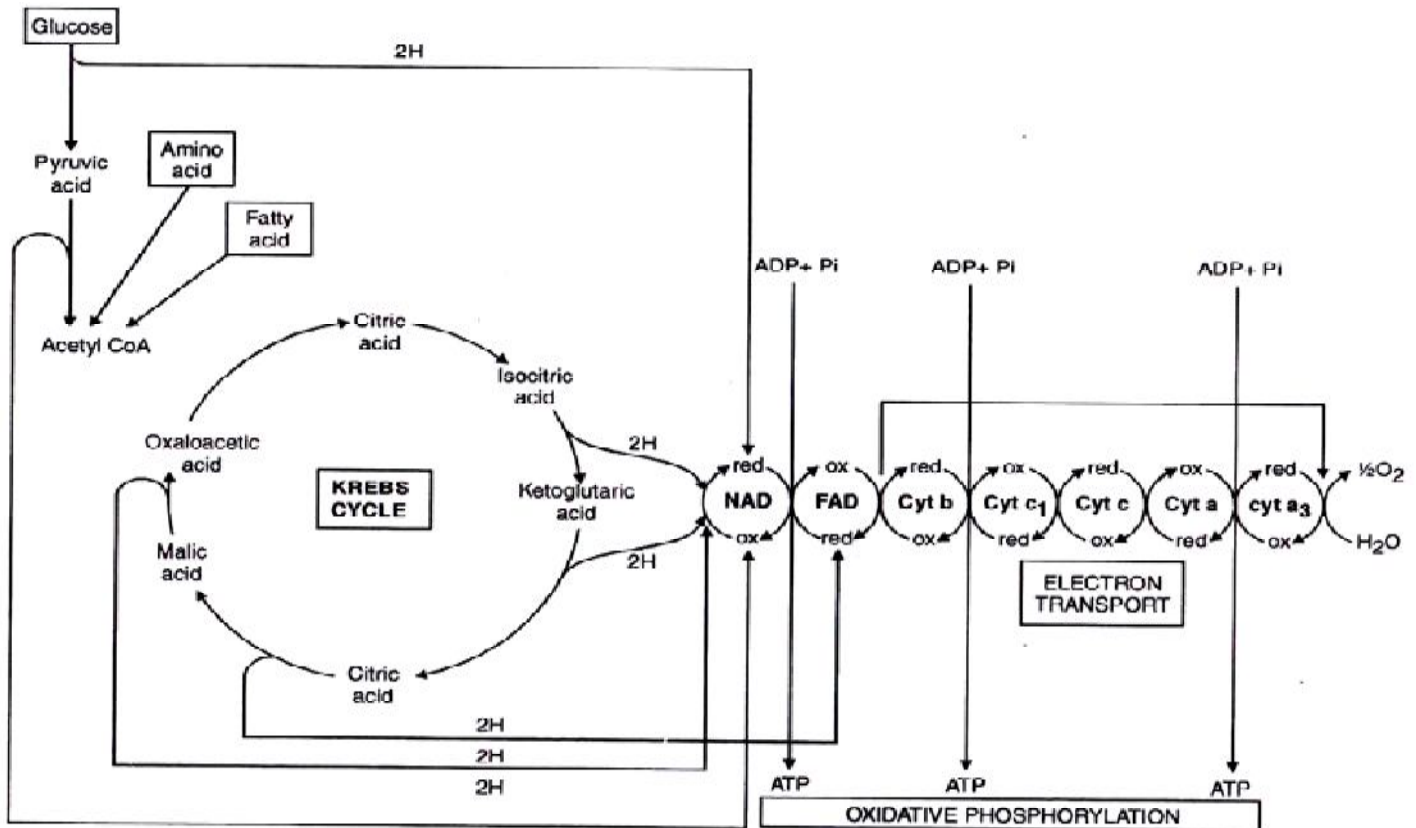 Glucose
2H
Pyruvic
acid
Amino
acid
Fatty
acid
Acetyl CoA
ADP+ Pi
ADP+ Pi
ADP+ Pi
Citric
acid
Isocitric
acid
Oxaloacetic
acid
2H
KREBS
CYCLE
Ketoglutaric
acid
Malic
acid
2H
Citric
acid
red
NAD
ox
ox
FAD
red
red
Cyt b
ox
ox
Cyt c1
red
red
Cyt c
ox
ox
Cyt a
red
red
cyt a3
ox
½O2
H2O
ELECTRON
TRANSPORT
2H
2H
2H
ATP
ATP
ATP
OXIDATIVE PHOSPHORYLATION